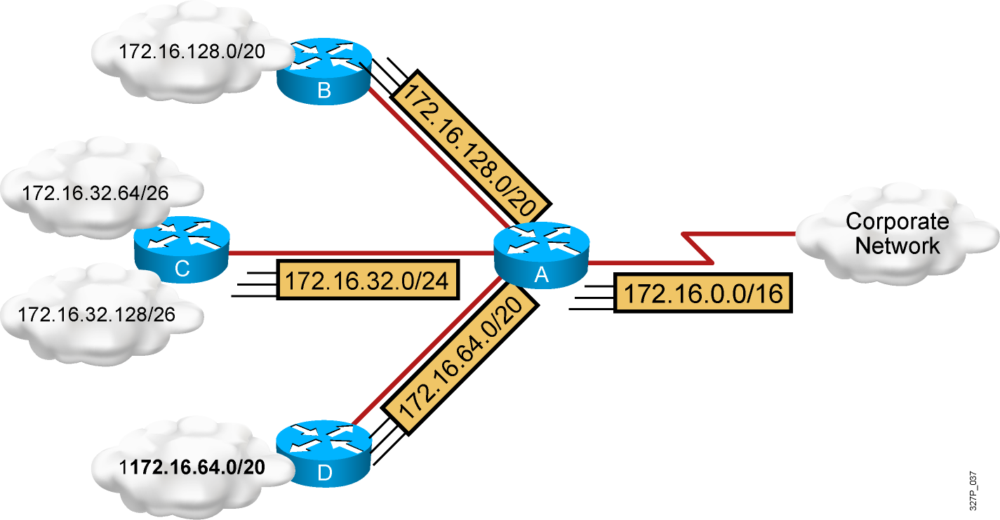 172.16.128.0/20
B
172.16.128.0/20
172.16.32.64/26
C
172.16.32.0/24
172.16.32.128/26
A
172.16.0.0/16
Corporate
Network
172.16.64.0/20
1172.16.64.0/20
D
327P_037